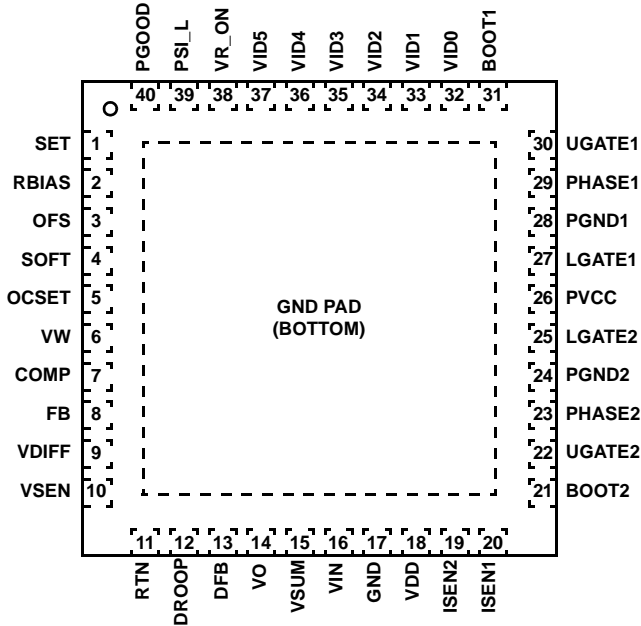 PGOOD
PSI_L
VR_ON
VID5
VID4
VID3
VID2
VID1
VID0
BOOT1
40
39
38
37
36
35
34
33
32
31
SET 1
RBIAS 2
OFS 3
SOFT 4
OCSET 5
VW 6
COMP 7
FB 8
VDIFF 9
VSEN 10
GND PAD
(BOTTOM)
30 UGATE1
29 PHASE1
28 PGND1
27 LGATE1
26 PVCC
25 LGATE2
24 PGND2
23 PHASE2
22 UGATE2
21 BOOT2
11
12
13
14
15
16
17
18
19
20
RTN
DROOP
DFB
VO
VSUM
VIN
GND
VDD
ISEN2
ISEN1